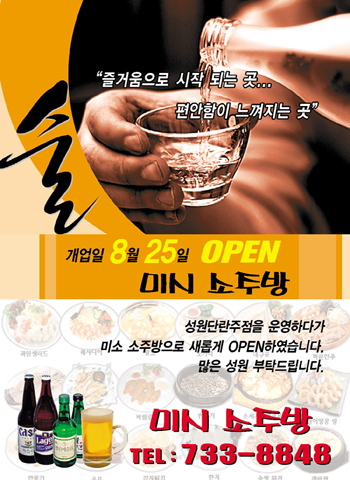 술
“즐거움으로 시작 되는 곳...
편안함이 느껴지는 곳”
개업일 8월 25일 OPEN
미시 소주방
성원단란주점을 운영하다가
미소 소주방으로 새롭게 OPEN하였습니다.
많은 성원 부탁드립니다.
미시 소주방
TEL : 733-8848